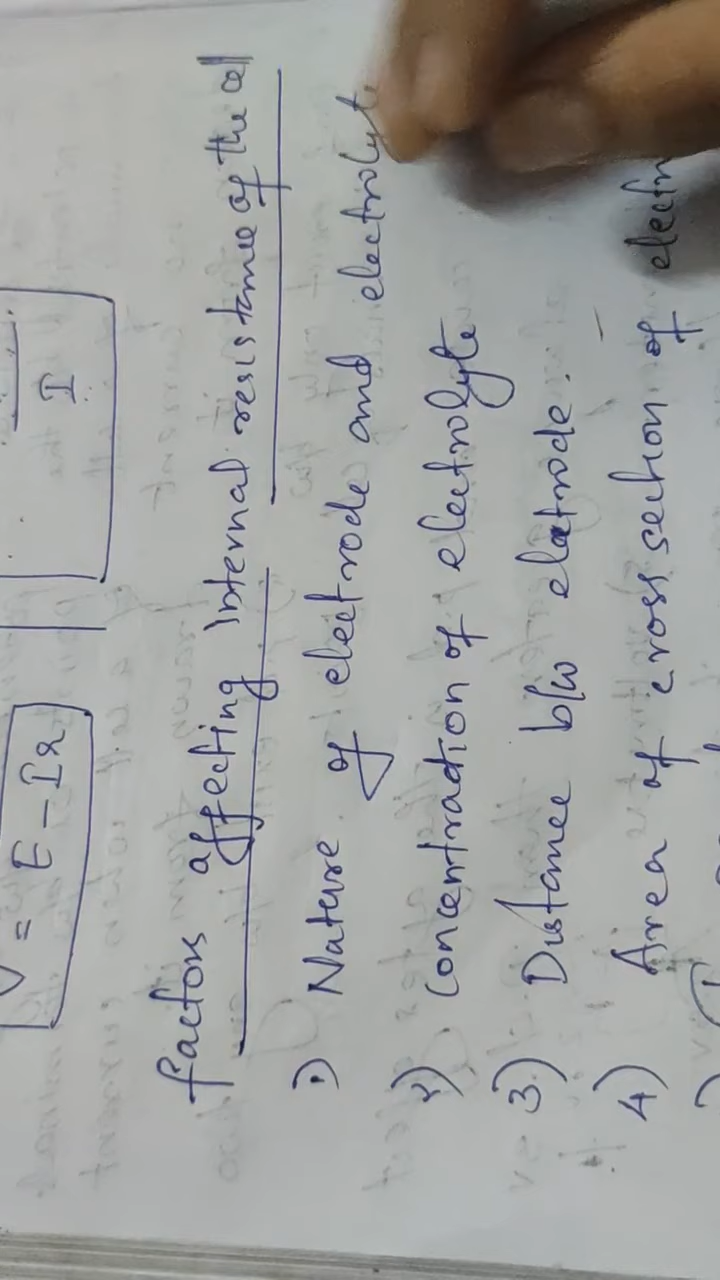 V = E - Ir
I
factors affecting internal resistance of the cell
1) Nature of electrode and electrolyte
2) Concentration of electrolyte
3) Distance b/w electrode.
4) Area of cross section of